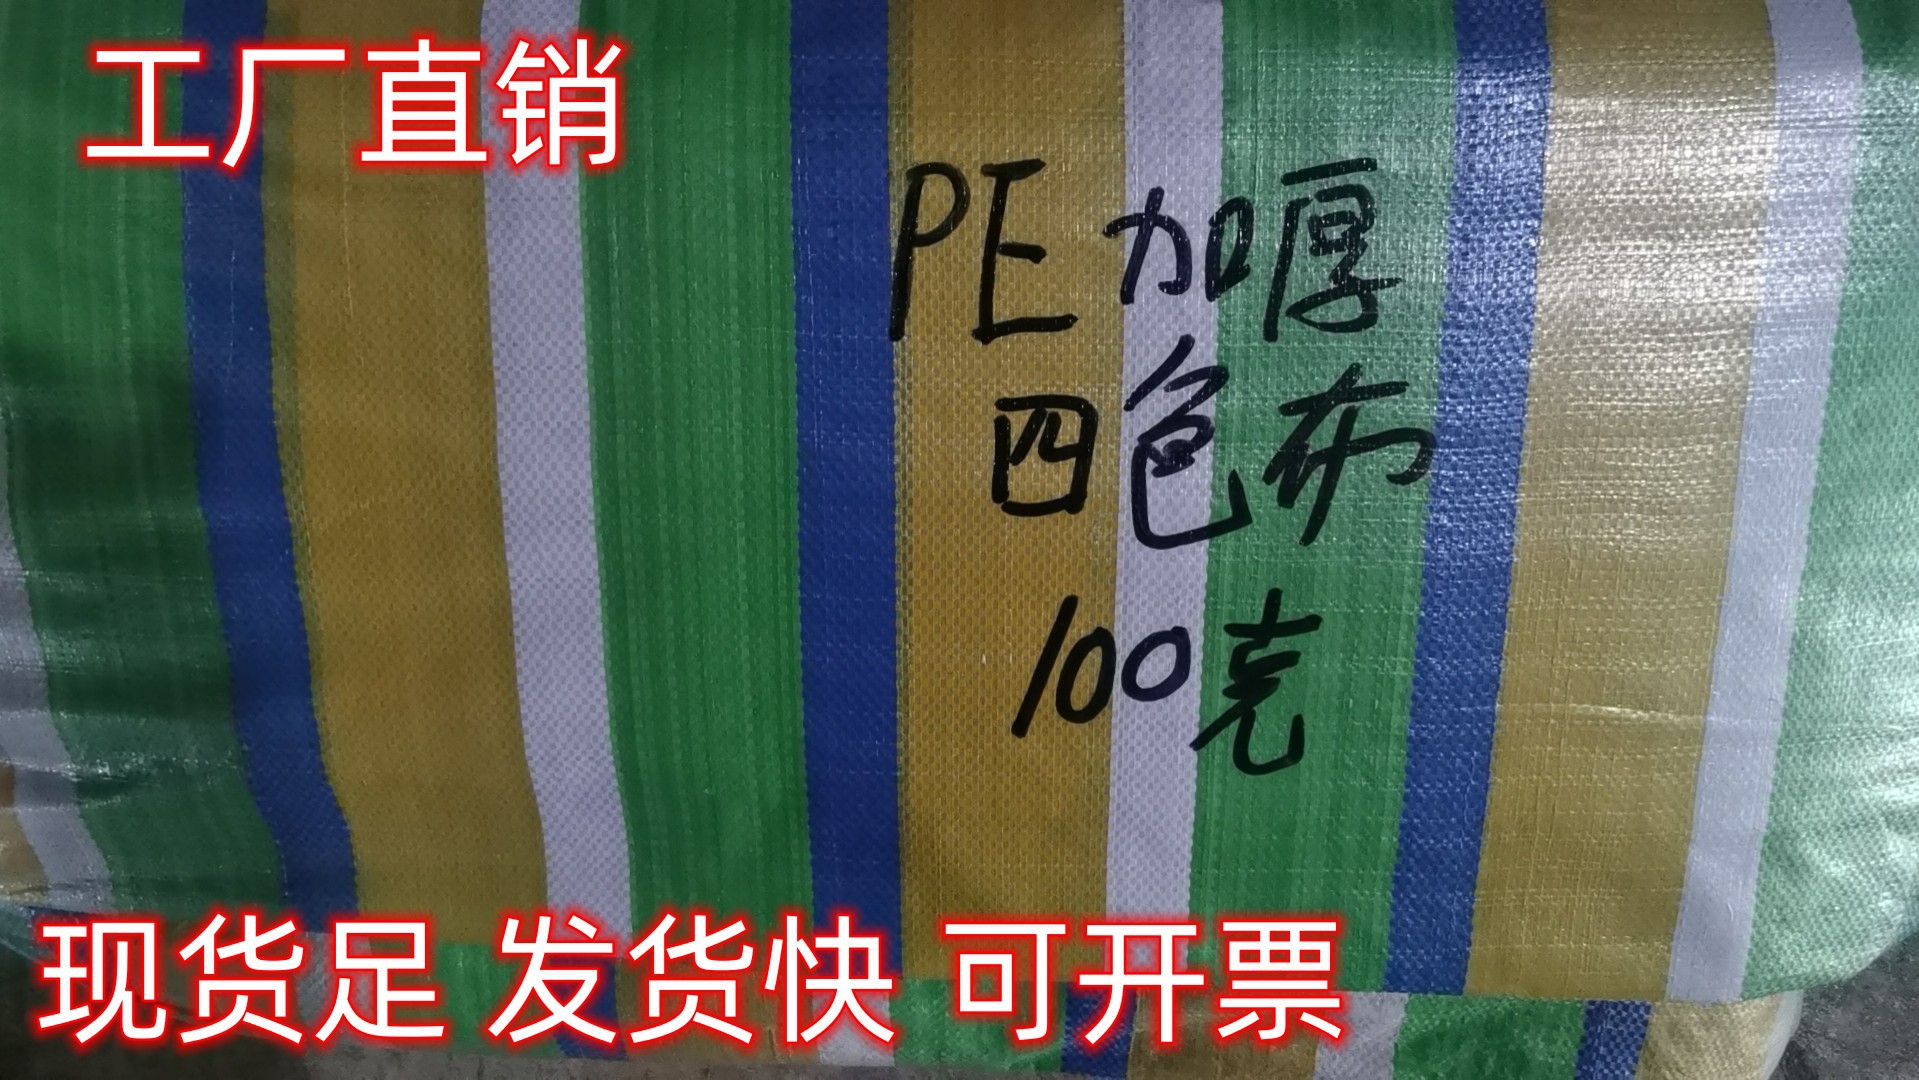 工厂直销
PE加厚
四色布
100克
现货足 发货快 可开票